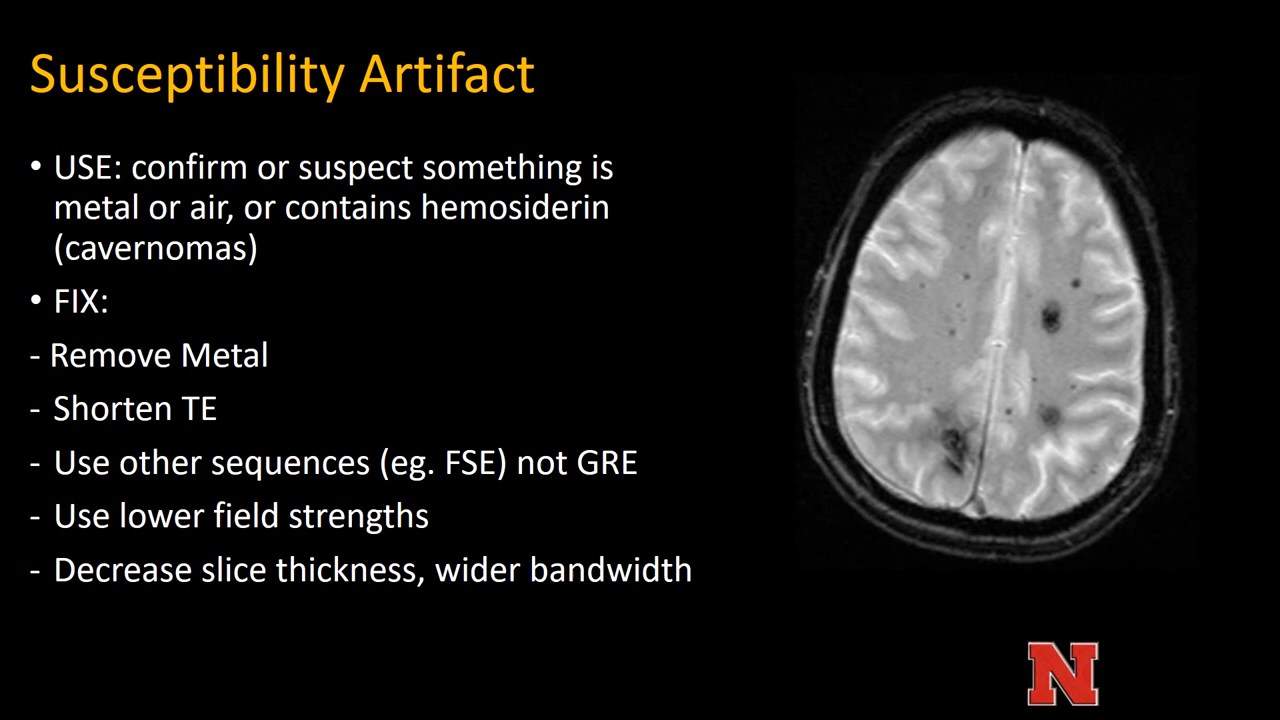 Susceptibility Artifact
• USE: confirm or suspect something is
metal or air, or contains hemosiderin
(cavernomas)
• FIX:
- Remove Metal
- Shorten TE
- Use other sequences (eg. FSE) not GRE
- Use lower field strengths
- Decrease slice thickness, wider bandwidth
N